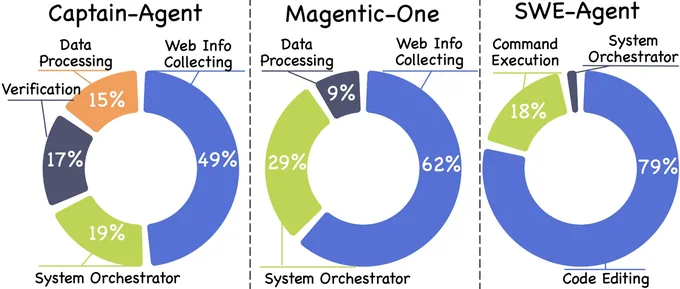 Captain-Agent
Data
Processing
Web Info
Collecting
Verification
15%
17%
49%
19%
System Orchestrator
Magentic-One
Data
Processing
Web Info
Collecting
9%
29%
62%
System Orchestrator
SWE-Agent
Command
Execution
System
Orchestrator
18%
79%
Code Editing